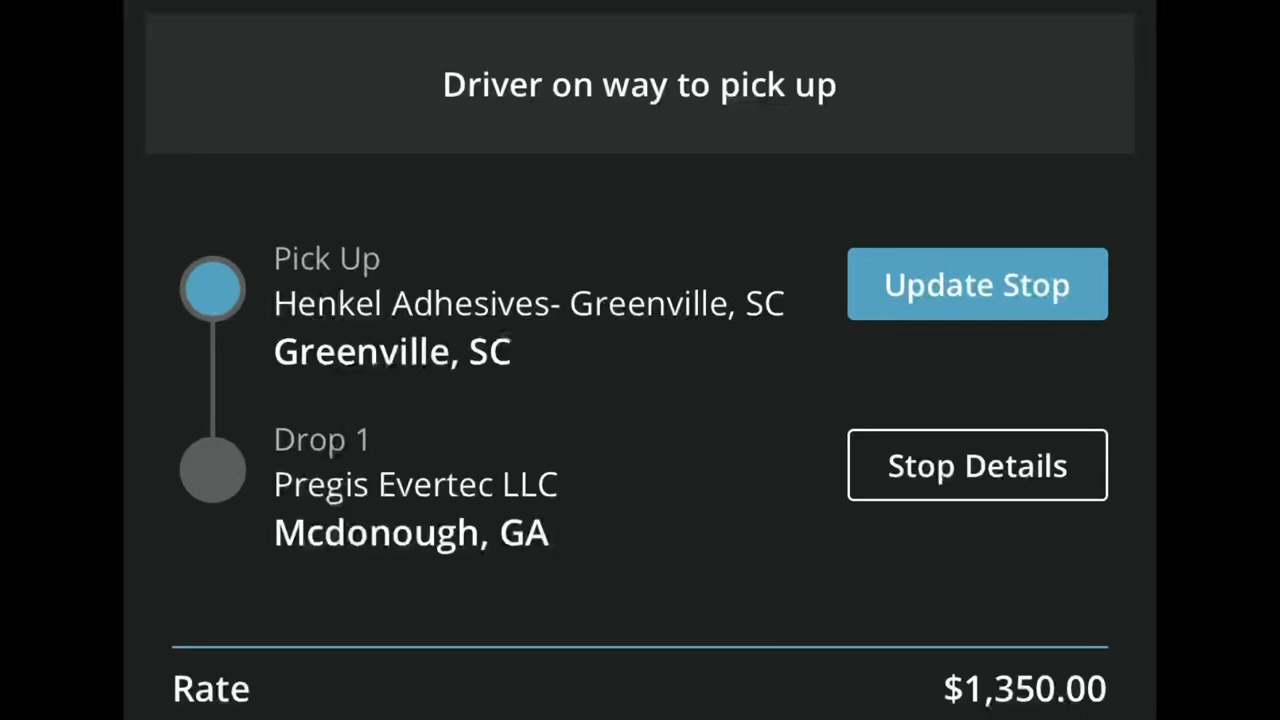 Driver on way to pick up
Pick Up
Henkel Adhesives- Greenville, SC
Greenville, SC
Update Stop
Drop 1
Pregis Evertec LLC
Mcdonough, GA
Stop Details
Rate
$1,350.00